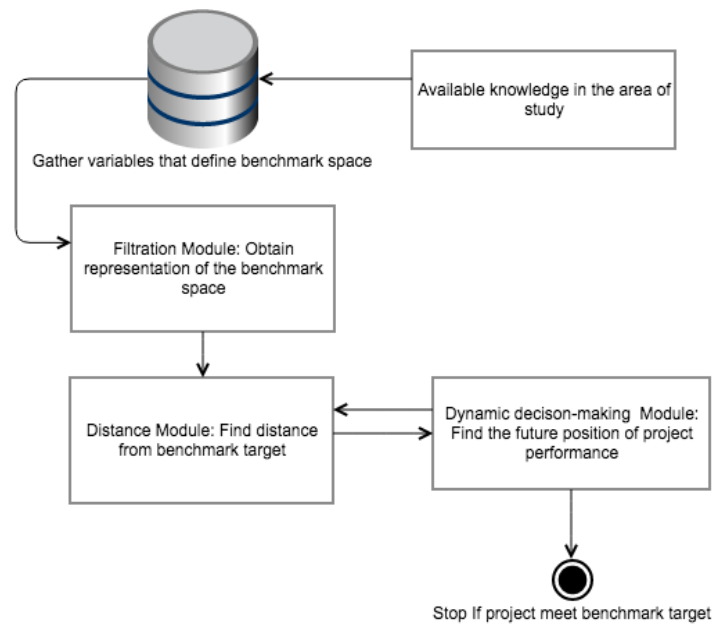 Available knowledge in the area of
study
Gather variables that define benchmark space
Filtration Module: Obtain
representation of the benchmark
space
Distance Module: Find distance
from benchmark target
Dynamic decison-making Module:
Find the future position of project
performance
Stop If project meet benchmark target